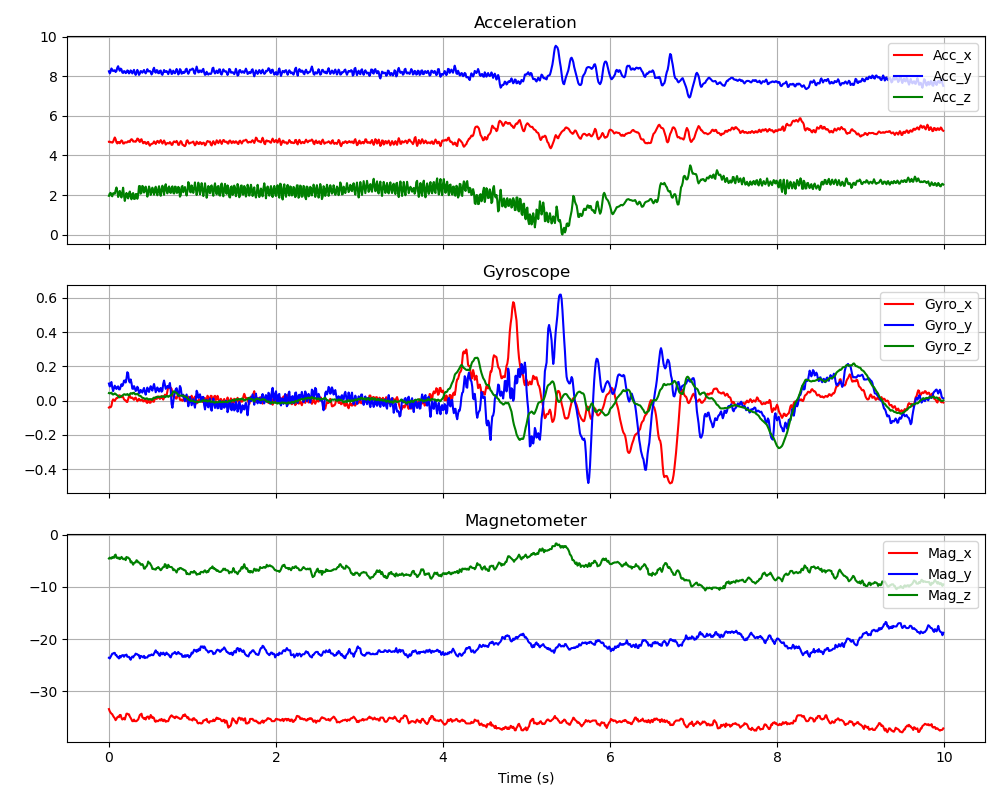 Acceleration
10
8
6
4
2
0
Acc_x
Acc_y
Acc_z
Gyroscope
0.6
0.4
0.2
0.0
−0.2
−0.4
Gyro_x
Gyro_y
Gyro_z
Magnetometer
0
−10
−20
−30
Mag_x
Mag_y
Mag_z
0 2 4 6 8 10
Time (s)